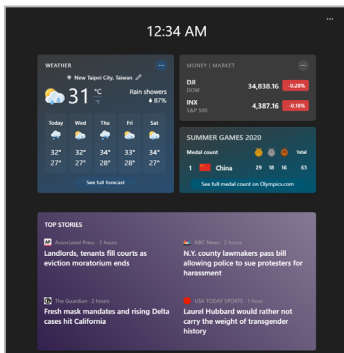 12:34 AM
WEATHER
New Taipei City, Taiwan
31 °C
Rain showers
87%
Today Wed Thu Fri Sat
32° 32° 34° 33° 34°
27° 27° 28° 28° 27°
See full forecast
MONEY | MARKET
DJI
DOW
34,838.16 -0.28%
INX
S&P 500
4,387.16 -0.18%
SUMMER GAMES 2020
Medal count Total
1 China 29 18 16 63
See full medal count on Olympics.com
TOP STORIES
AP Associated Press · 2 hours
Landlords, tenants fill courts as
eviction moratorium ends
NBC News · 2 hours
N.Y. county lawmakers pass bill
allowing police to sue protesters for
harassment
The Guardian · 2 hours
Fresh mask mandates and rising Delta
cases hit California
USA TODAY SPORTS · 1 hour
Laurel Hubbard would rather not
carry the weight of transgender
history